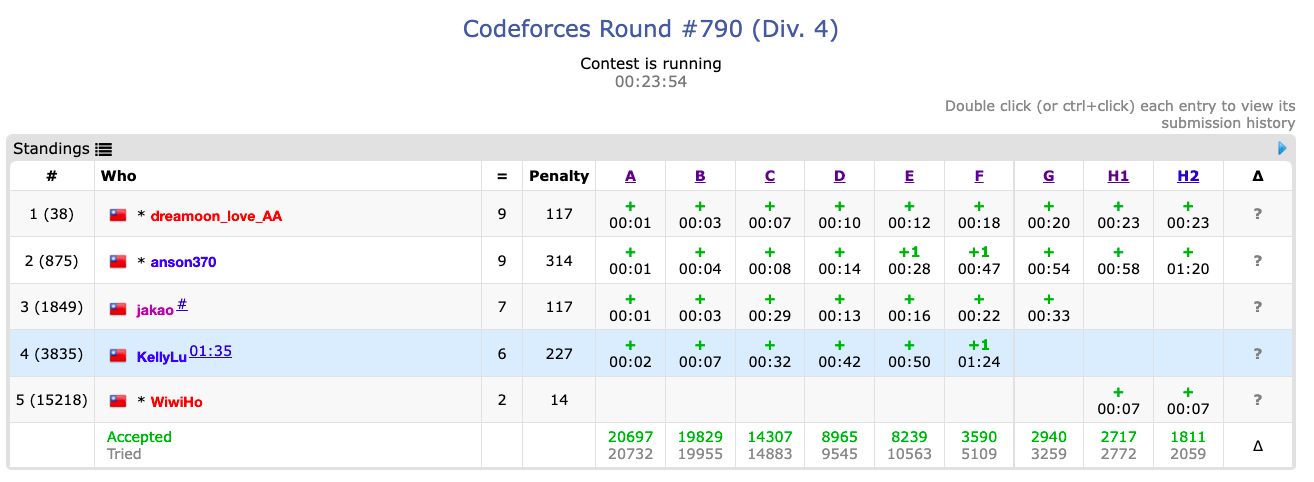 Codeforces Round #790 (Div. 4)
Contest is running
00:23:54
Double click (or ctrl+click) each entry to view its
submission history
Standings
# Who = Penalty A B C D E F G H1 H2 Δ
1 (38) * dreamoon_love_AA 9 117 + 00:01 + 00:03 + 00:07 + 00:10 + 00:12 + 00:18 + 00:20 + 00:23 + 00:23 ?
2 (875) * anson370 9 314 + 00:01 + 00:04 + 00:08 + 00:14 +1 00:28 +1 00:47 + 00:54 + 00:58 + 01:20 ?
3 (1849) jakao # 7 117 + 00:01 + 00:03 + 00:29 + 00:13 + 00:16 + 00:22 + 00:33 ?
4 (3835) KellyLu 01:35 6 227 + 00:02 + 00:07 + 00:32 + 00:42 + 00:50 +1 01:24 ?
5 (15218) * WiwiHo 2 14 + 00:07 + 00:07 ?
Accepted 20697 19829 14307 8965 8239 3590 2940 2717 1811 Δ
Tried 20732 19955 14883 9545 10563 5109 3259 2772 2059